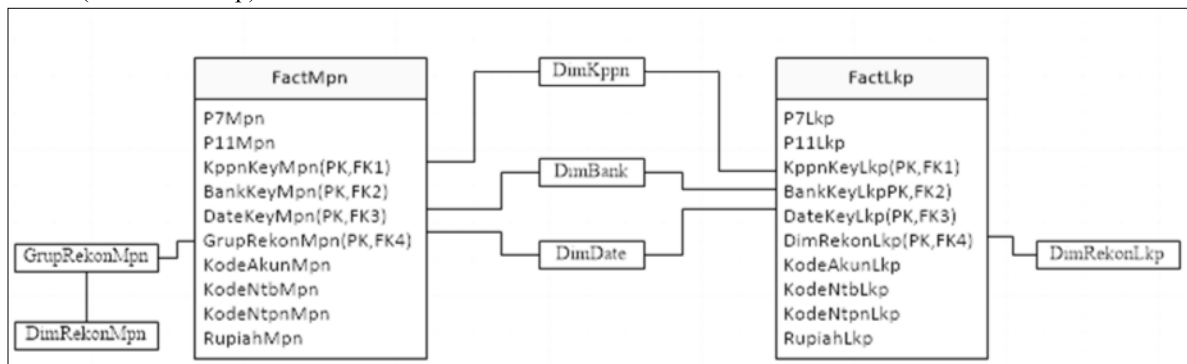 FactMpn
P7Mpn
P11Mpn
KppnKeyMpn(PK,FK1)
BankKeyMpn(PK,FK2)
DateKeyMpn(PK,FK3)
GrupRekonMpn(PK,FK4)
KodeAkunMpn
KodeNtbMpn
KodeNtpnMpn
RupiahMpn
GrupRekonMpn
DimRekonMpn
DimKppn
DimBank
DimDate
FactLkp
P7Lkp
P11Lkp
KppnKeyLkp(PK,FK1)
BankKeyLkpPK,FK2)
DateKeyLkp(PK,FK3)
DimRekonLkp(PK,FK4)
KodeAkunLkp
KodeNtbLkp
KodeNtpnLkp
RupiahLkp
DimRekonLkp